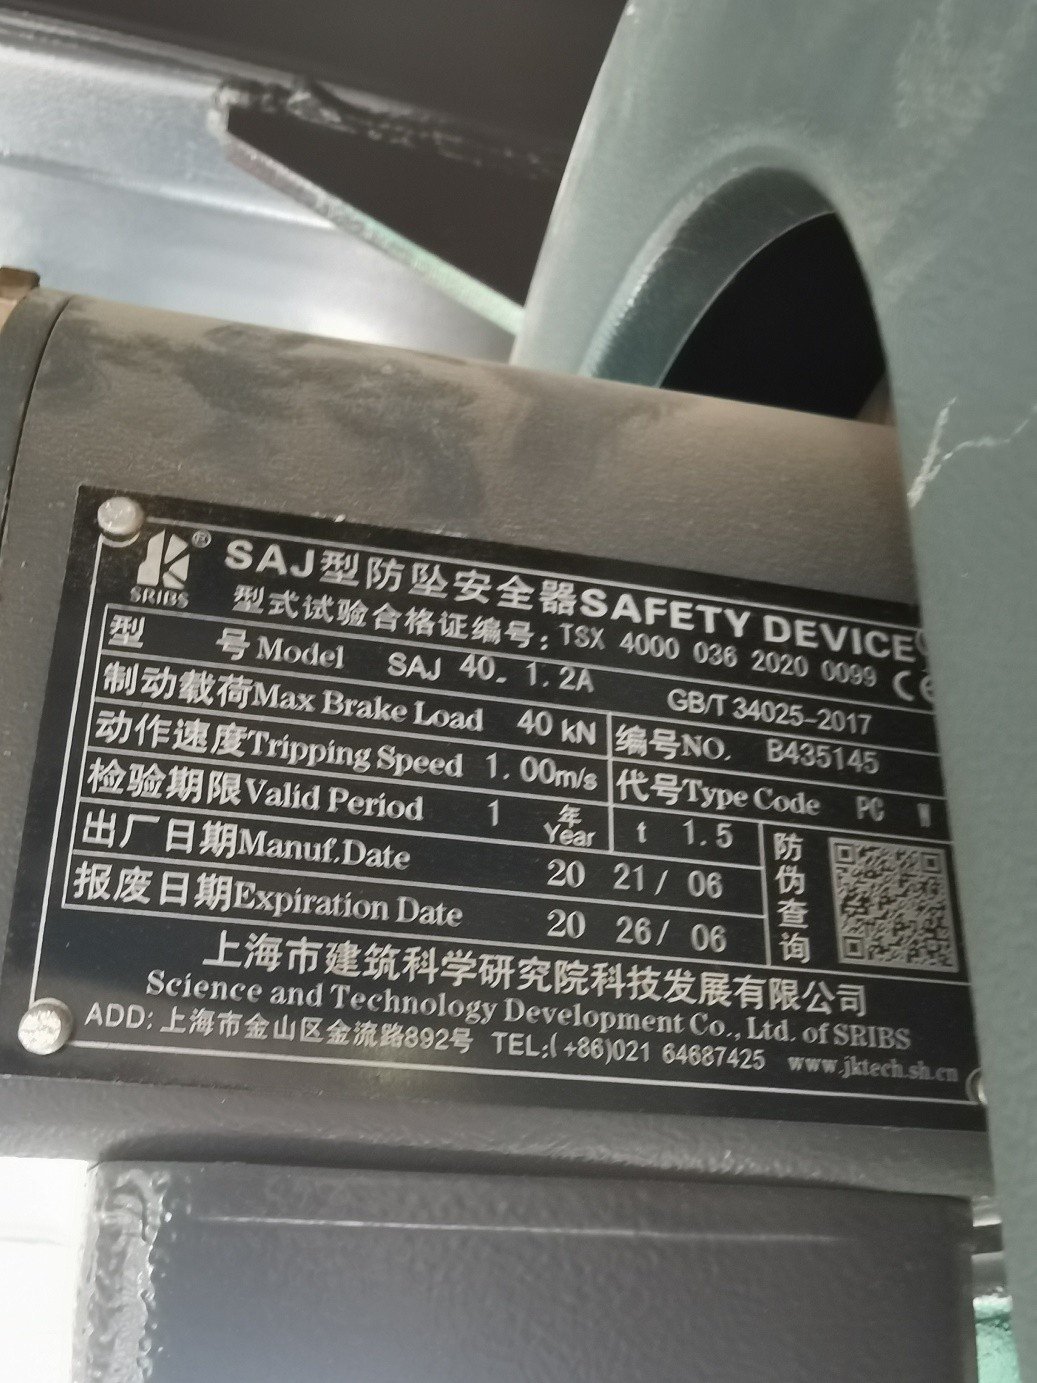 ® SAJ型防坠安全器SAFETY DEVICE
SRIBS 型式试验合格证编号: TSX 4000 036 2020 0099 CE
型 号Model SAJ 40. 1.2A GB/T 34025-2017
制动载荷Max Brake Load 40 kN 编号NO. B435145
动作速度Tripping Speed 1.00m/s 代号Type Code PC W
检验期限Valid Period 1 年 Year t 1.5
出厂日期Manuf.Date 20 21/ 06
报废日期Expiration Date 20 26/ 06
防伪查询
上海市建筑科学研究院科技发展有限公司
Science and Technology Development Co., Ltd. of SRIBS
ADD: 上海市金山区金流路892号 TEL:(+86)021 64687425 www.jktech.sh.cn